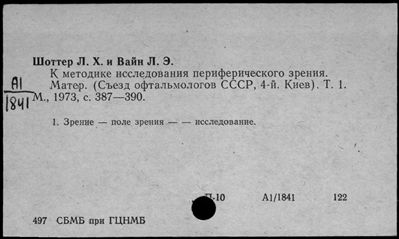 Шоттер Л. Х. и Вайн Л. Э.
К методике исследования периферического зрения.
Матер. (Съезд офтальмологов СССР, 4-й. Киев). Т. 1.
М., 1973, с. 387—390.
А1
1841
1. Зрение — поле зрения — — исследование.
П-10 А1/1841 122
497 СБМБ при ГЦНМБ